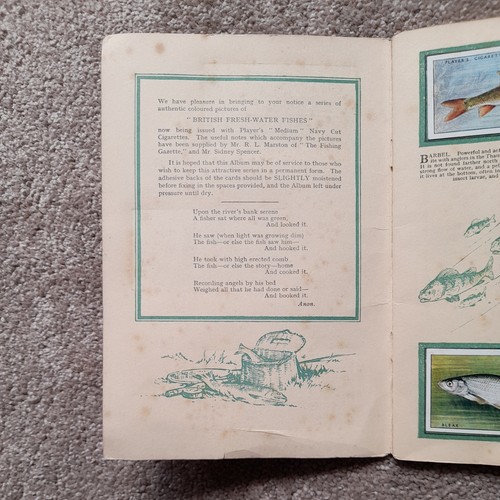 We have pleasure in bringing to your notice a series of
authentic coloured pictures of
" BRITISH FRESH-WATER FISHES "
now being issued with Player's " Medium " Navy Cut
Cigarettes. The useful notes which accompany the pictures
have been supplied by Mr. R. L. Marston of " The Fishing
Gazette," and Mr. Sidney Spencer.
It is hoped that this Album may be of service to those who
wish to keep this attractive series in a permanent form. The
adhesive backs of the cards should be SLIGHTLY moistened
before fixing in the spaces provided, and the Album left under
pressure until dry.
Upon the river's bank serene
A fisher sat where all was green,
And looked it.
He saw (when light was growing dim)
The fish—or else the fish saw him—
And hooked it.
He took with high erected comb
The fish—or else the story—home
And cooked it.
Recording angels by his bed
Weighed all that he had done or said—
And booked it.
Anon.
PLAYER'S CIGARETT
BARBEL. Powerful and act
ite with anglers in the Thar
It is not found farther north
strong flow of water, and a
it lives at the bottom, often in
insect larvae, and
BLEAK